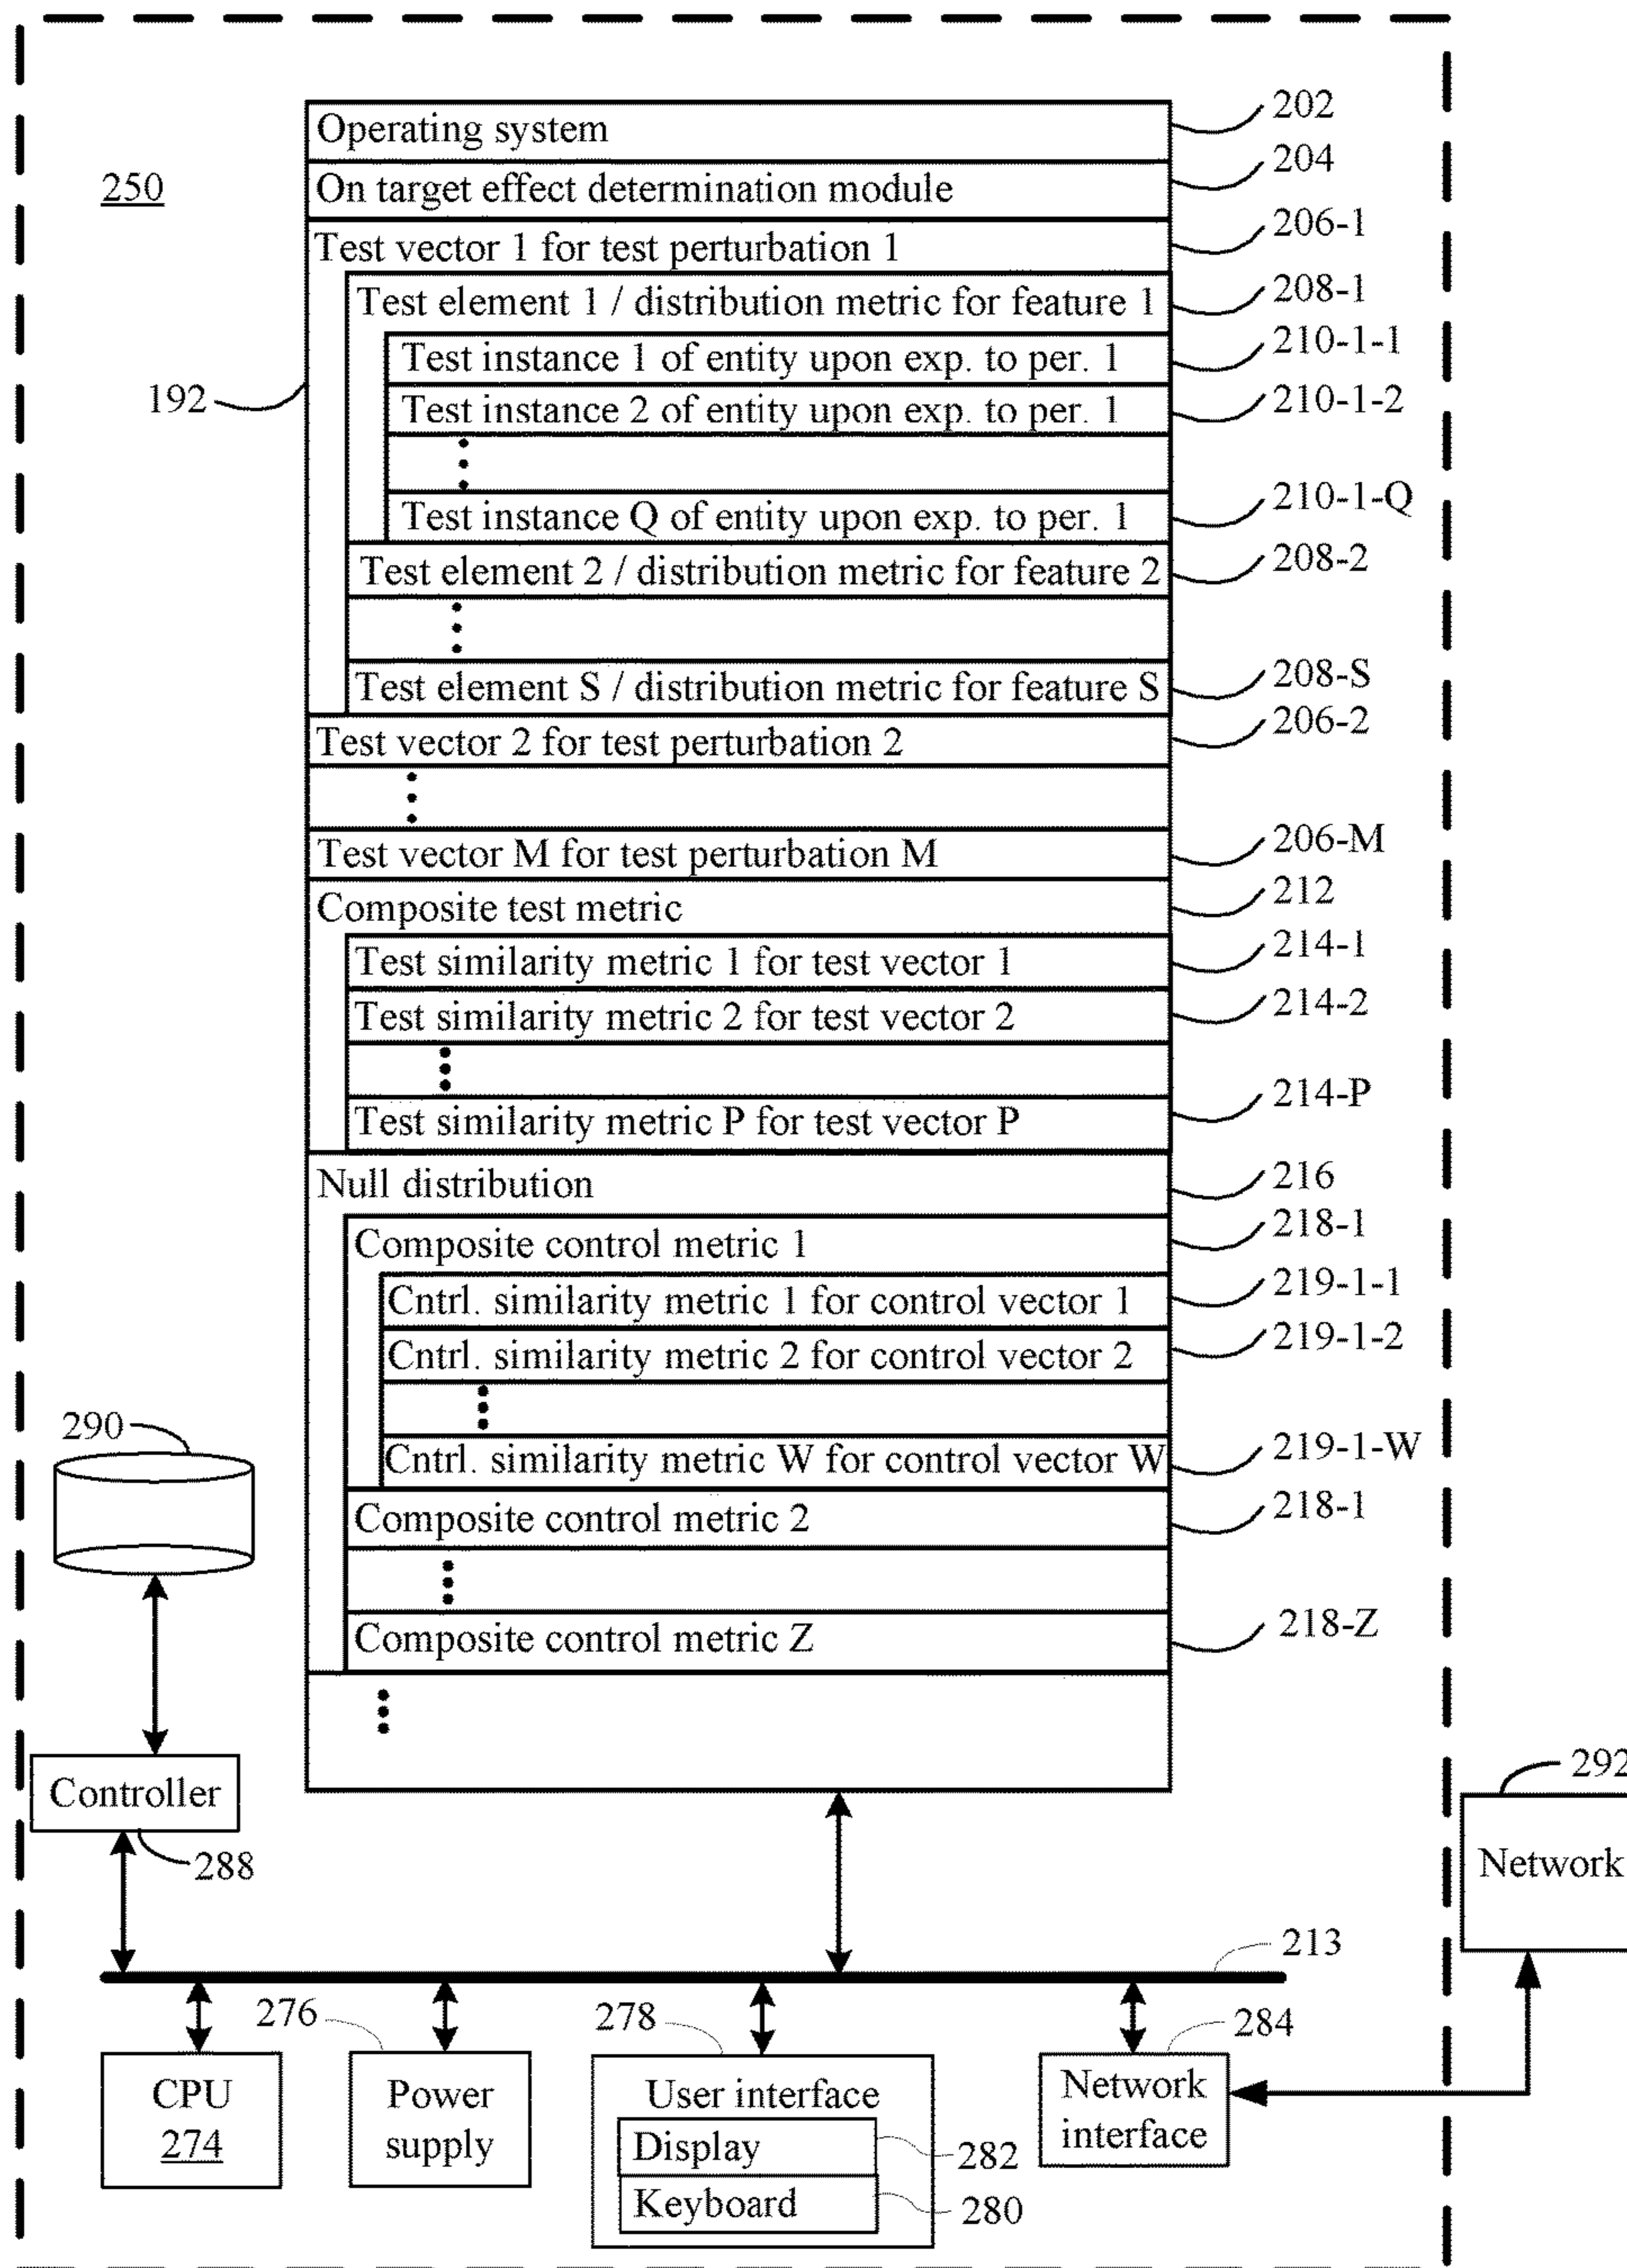 250
192
Operating system
202
On target effect determination module
204
Test vector 1 for test perturbation 1
206-1
Test element 1 / distribution metric for feature 1
208-1
Test instance 1 of entity upon exp. to per. 1
210-1-1
Test instance 2 of entity upon exp. to per. 1
210-1-2
Test instance Q of entity upon exp. to per. 1
210-1-Q
Test element 2 / distribution metric for feature 2
208-2
Test element S / distribution metric for feature S
208-S
Test vector 2 for test perturbation 2
206-2
Test vector M for test perturbation M
206-M
Composite test metric
212
Test similarity metric 1 for test vector 1
214-1
Test similarity metric 2 for test vector 2
214-2
Test similarity metric P for test vector P
214-P
Null distribution
216
Composite control metric 1
218-1
Cntrl. similarity metric 1 for control vector 1
219-1-1
Cntrl. similarity metric 2 for control vector 2
219-1-2
Cntrl. similarity metric W for control vector W
219-1-W
Composite control metric 2
218-1
Composite control metric Z
218-Z
290
Controller
288
292
Network
213
CPU
274
276
Power
supply
278
User interface
Display
282
Keyboard
280
284
Network
interface